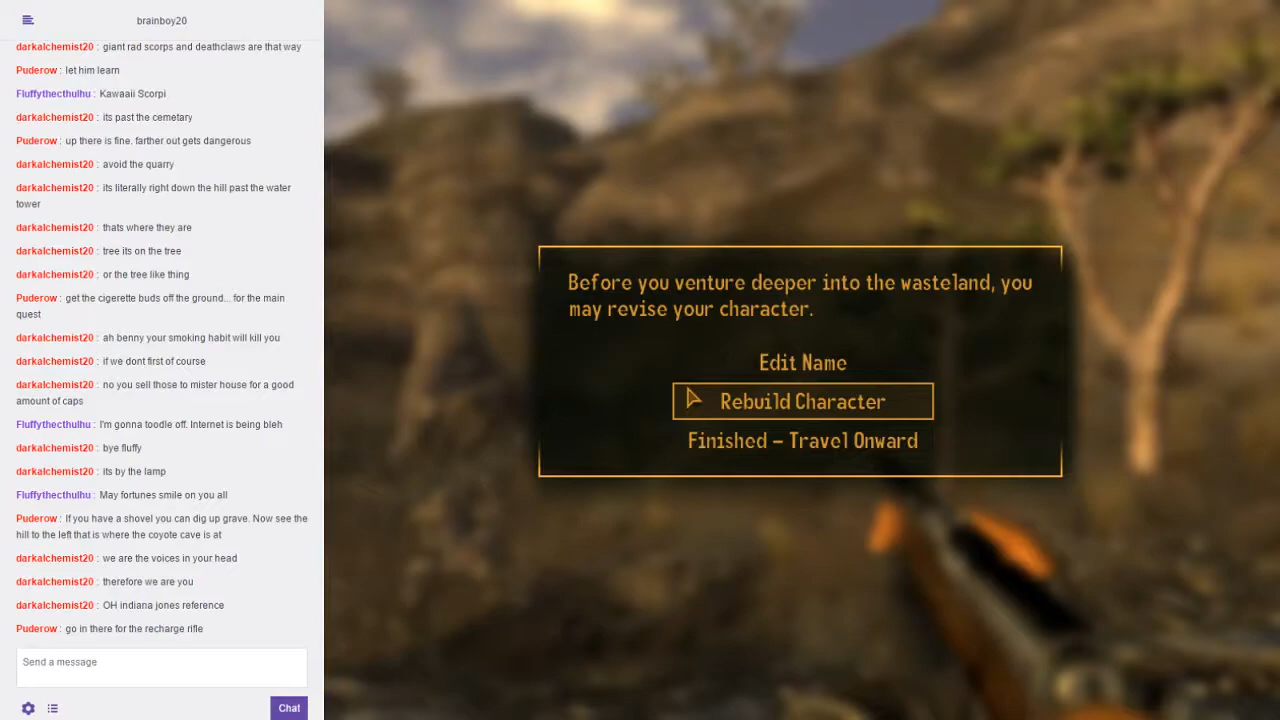 brainboy20
darkalchemist20 : giant rad scorps and deathclaws are that way
Puderow : let him learn
Fluffythecthulhu : Kawaaii Scorpi
darkalchemist20 : its past the cemetary
Puderow : up there is fine. farther out gets dangerous
darkalchemist20 : avoid the quarry
darkalchemist20 : its literally right down the hill past the water
tower
darkalchemist20 : thats where they are
darkalchemist20 : tree its on the tree
darkalchemist20 : or the tree like thing
Puderow : get the cigerette buds off the ground... for the main
quest
darkalchemist20 : ah benny your smoking habit will kill you
darkalchemist20 : if we dont first of course
darkalchemist20 : no you sell those to mister house for a good
amount of caps
Fluffythecthulhu : I'm gonna toodle off. Internet is being bleh
darkalchemist20 : bye fluffy
darkalchemist20 : its by the lamp
Fluffythecthulhu : May fortunes smile on you all
Puderow : If you have a shovel you can dig up grave. Now see the
hill to the left that is where the coyote cave is at
darkalchemist20 : we are the voices in your head
darkalchemist20 : therefore we are you
darkalchemist20 : OH indiana jones reference
Puderow : go in there for the recharge rifle
Send a message
Chat
Before you venture deeper into the wasteland, you
may revise your character.
Edit Name
Rebuild Character
Finished – Travel Onward